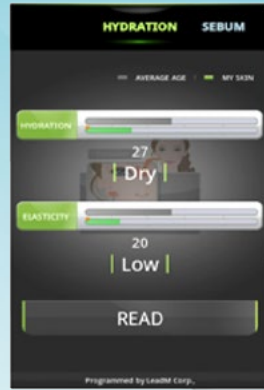 HYDRATION SEBUM
AVERAGE AGE MY SKIN
HYDRATION
27
Dry
ELASTICITY
20
Low
READ
Programmed by LeadM Corp.,